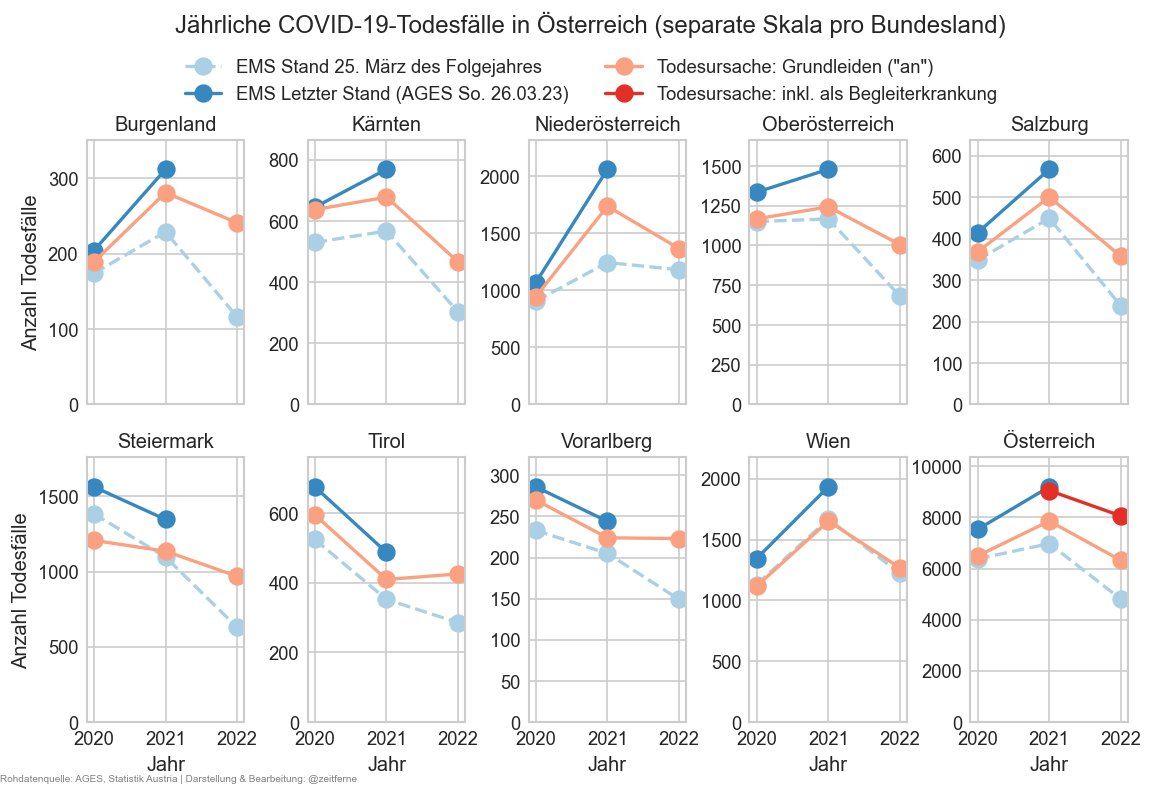 Jährliche COVID-19-Todesfälle in Österreich (separate Skala pro Bundesland)
EMS Stand 25. März des Folgejahres
EMS Letzter Stand (AGES So. 26.03.23)
Todesursache: Grundleiden ("an")
Todesursache: inkl. als Begleiterkrankung
Burgenland
Kärnten
Niederösterreich
Oberösterreich
Salzburg
Anzahl Todesfälle
300
200
100
0
800
600
400
200
0
2000
1500
1000
500
0
1500
1250
1000
750
500
250
0
600
500
400
300
200
100
0
Steiermark
Tirol
Vorarlberg
Wien
Österreich
Anzahl Todesfälle
1500
1000
500
0
600
400
200
0
300
250
200
150
100
50
0
2000
1500
1000
500
0
10000
8000
6000
4000
2000
0
2020 2021 2022
2020 2021 2022
2020 2021 2022
2020 2021 2022
2020 2021 2022
Jahr
Jahr
Jahr
Jahr
Jahr
Rohdatenquelle: AGES, Statistik Austria | Darstellung & Bearbeitung: @zeitferne